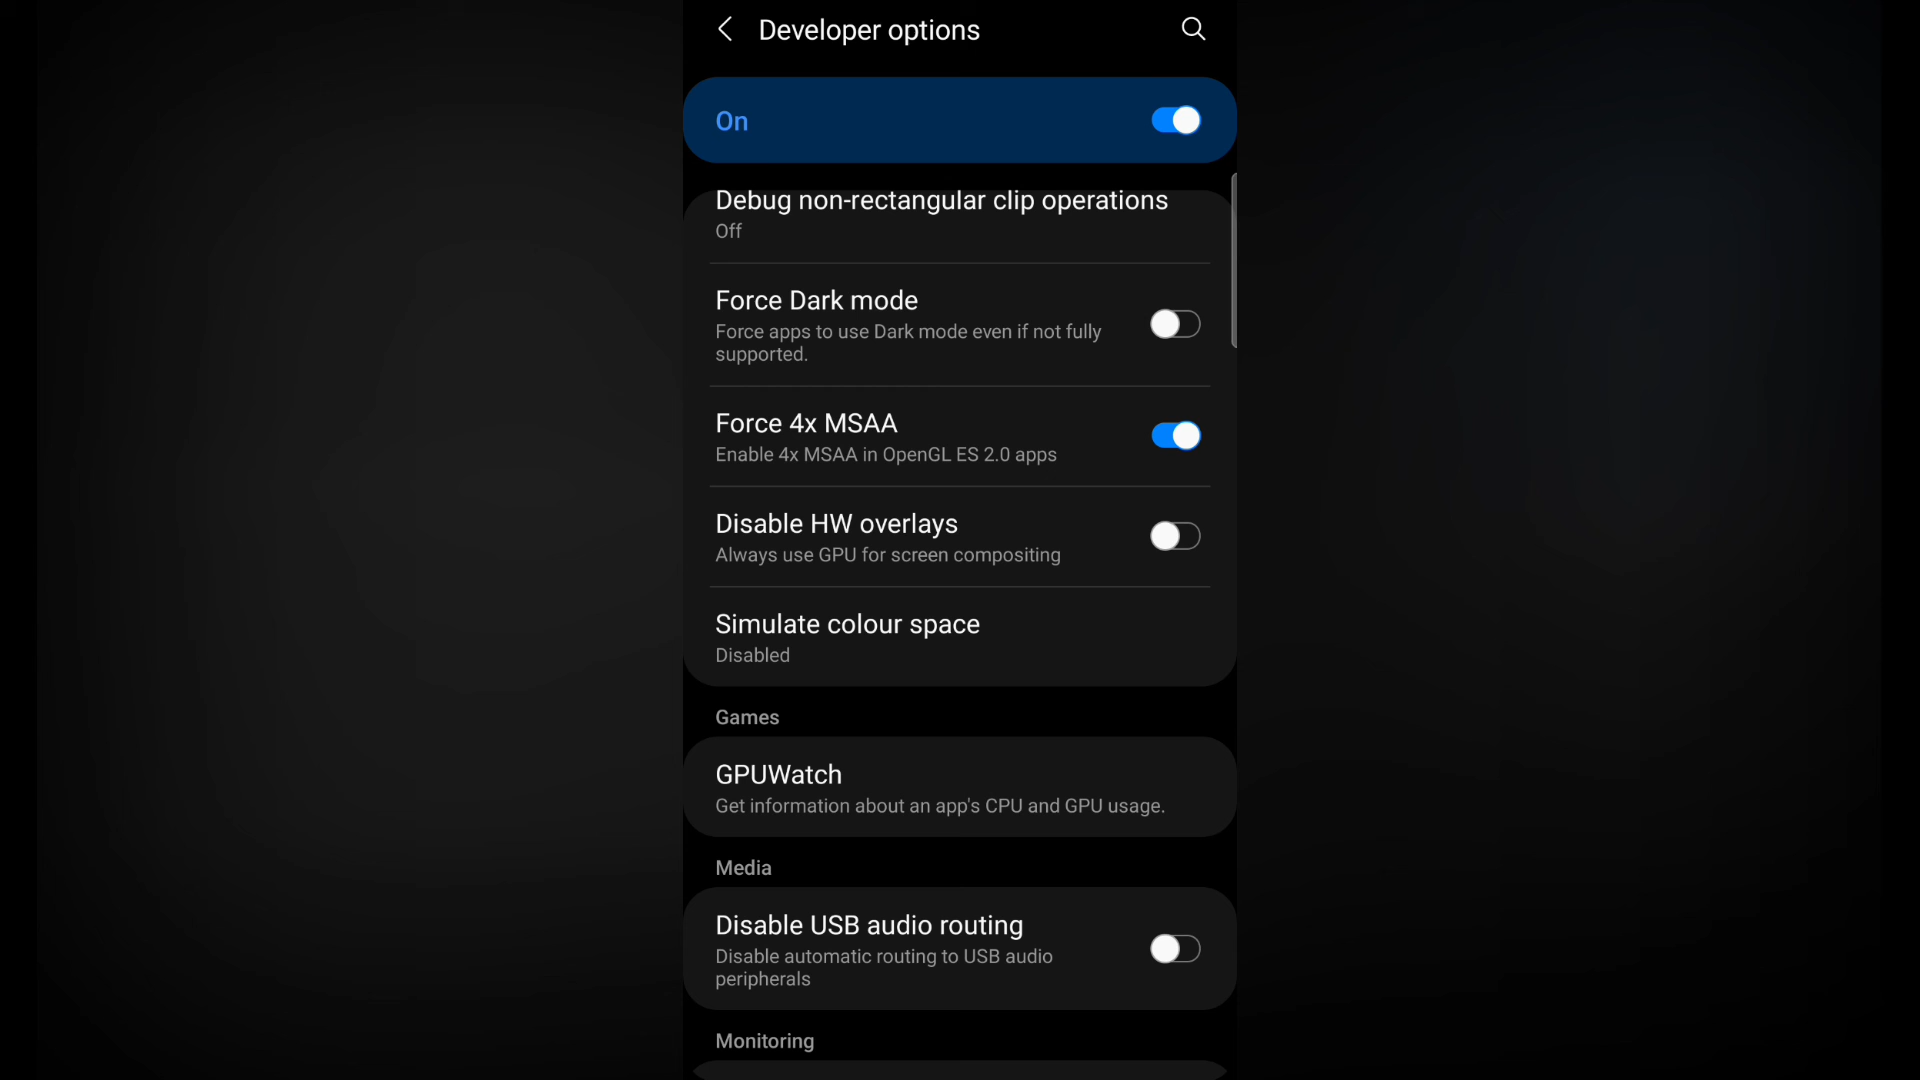 Developer options
On
Debug non-rectangular clip operations
Off
Force Dark mode
Force apps to use Dark mode even if not fully
supported.
Force 4x MSAA
Enable 4x MSAA in OpenGL ES 2.0 apps
Disable HW overlays
Always use GPU for screen compositing
Simulate colour space
Disabled
Games
GPUWatch
Get information about an app's CPU and GPU usage.
Media
Disable USB audio routing
Disable automatic routing to USB audio
peripherals
Monitoring